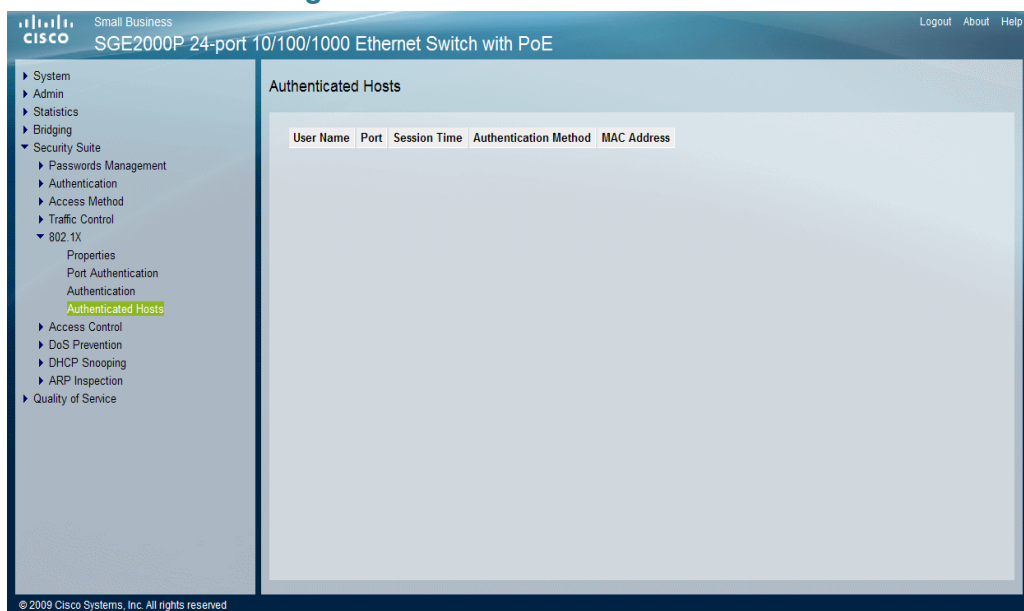 Small Business
CISCO
SGE2000P 24-port 10/100/1000 Ethernet Switch with PoE
Logout About Help
System
Admin
Statistics
Bridging
Security Suite
Passwords Management
Authentication
Access Method
Traffic Control
802.1X
Properties
Port Authentication
Authentication
Authenticated Hosts
Access Control
DoS Prevention
DHCP Snooping
ARP Inspection
Quality of Service
Authenticated Hosts
User Name Port Session Time Authentication Method MAC Address
© 2009 Cisco Systems, Inc. All rights reserved